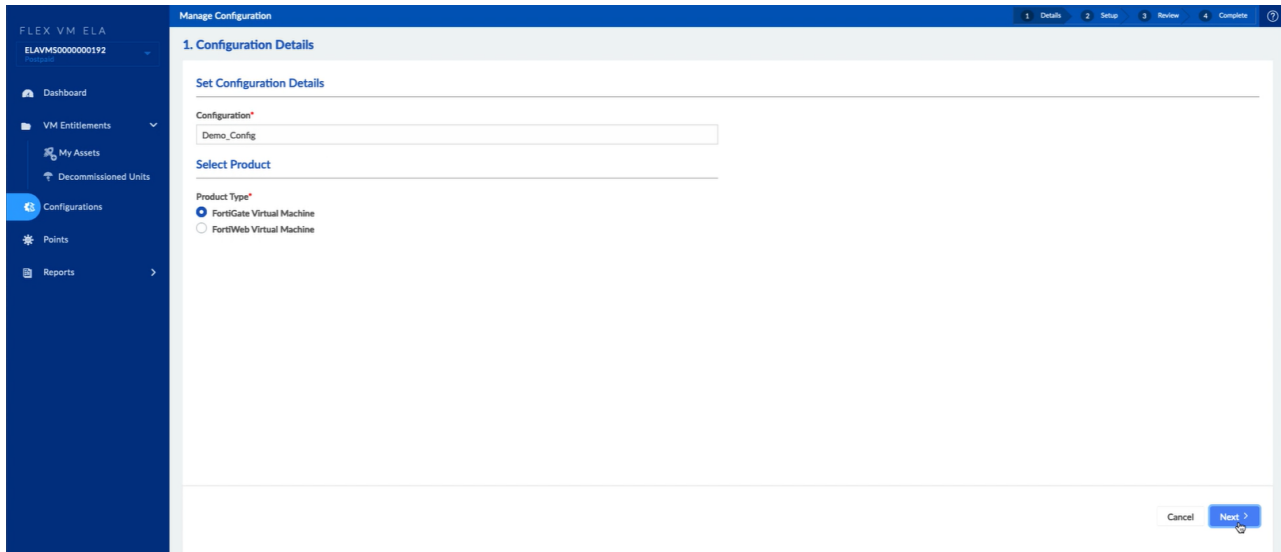 FLEX VM ELA
ELAVMS0000000192
Postpaid
Dashboard
VM Entitlements
My Assets
Decommissioned Units
Configurations
Points
Reports
Manage Configuration
1 Details 2 Setup 3 Review 4 Complete
1. Configuration Details
Set Configuration Details
Configuration*
Demo_Config
Select Product
Product Type*
FortiGate Virtual Machine
FortiWeb Virtual Machine
Cancel Next >